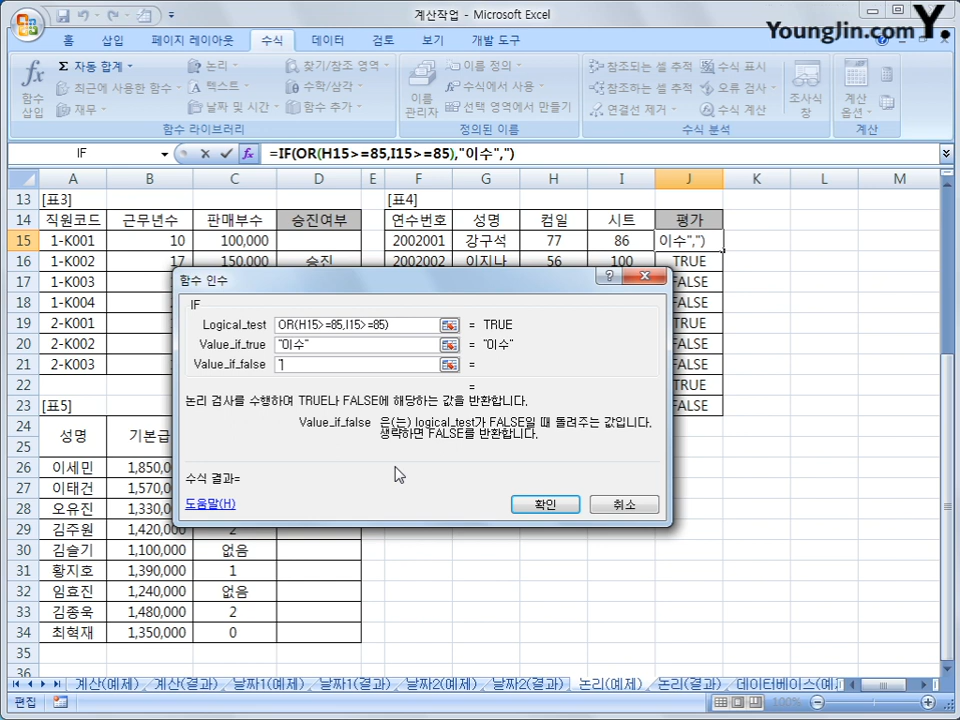 계산작업 - Microsoft Excel
Younglin.com Y.
홈 삽입 페이지 레이아웃 수식 데이터 검토 보기 개발 도구
fx 함수 삽입
Σ 자동 합계
최근에 사용한 함수
재무
논리
텍스트
날짜 및 시간
찾기/참조 영역
수학/삼각
함수 추가
함수 라이브러리
이름 관리자
이름 정의
수식에서 사용
선택 영역에서 만들기
정의된 이름
참조되는 셀 추적
참조하는 셀 추적
연결선 제거
수식 표시
오류 검사
수식 계산
수식 분석
조사식 창
계산 옵션
계산
IF fx =IF(OR(H15>=85,I15>=85),"이수",")
A B C D E F G H I J K L M
13 [표3] [표4]
14 직원코드 근무년수 판매부수 승진여부 연수번호 성명 컴일 시트 평가
15 1-K001 10 100,000 2002001 강구석 77 86 이수",")
16 1-K002 17 150,000 승진 2002002 이지나 56 100 TRUE
17 1-K003 FALSE
18 1-K004 FALSE
19 2-K001 TRUE
20 2-K002 FALSE
21 2-K003 FALSE
22 TRUE
23 [표5] FALSE
24
성명 기본급
25
26 이세민 1,850,0
27 이태건 1,570,0
28 오유진 1,330,0
29 김주원 1,420,000 2
30 김슬기 1,100,000 없음
31 황지호 1,390,000 1
32 임효진 1,240,000 없음
33 김종욱 1,480,000 2
34 최혁재 1,350,000 0
35
36
함수 인수
IF
Logical_test OR(H15>=85,I15>=85) = TRUE
Value_if_true "이수" = "이수"
Value_if_false " =
=
논리 검사를 수행하여 TRUE나 FALSE에 해당하는 값을 반환합니다.
Value_if_false 은(는) logical_test가 FALSE일 때 돌려주는 값입니다.
생략하면 FALSE를 반환합니다.
수식 결과=
도움말(H)
확인 취소
계산(예제) 계산(결과) 날짜1(예제) 날짜1(결과) 날짜2(예제) 날짜2(결과) 논리(예제) 논리(결과) 데이터베이스(예
편집 100%